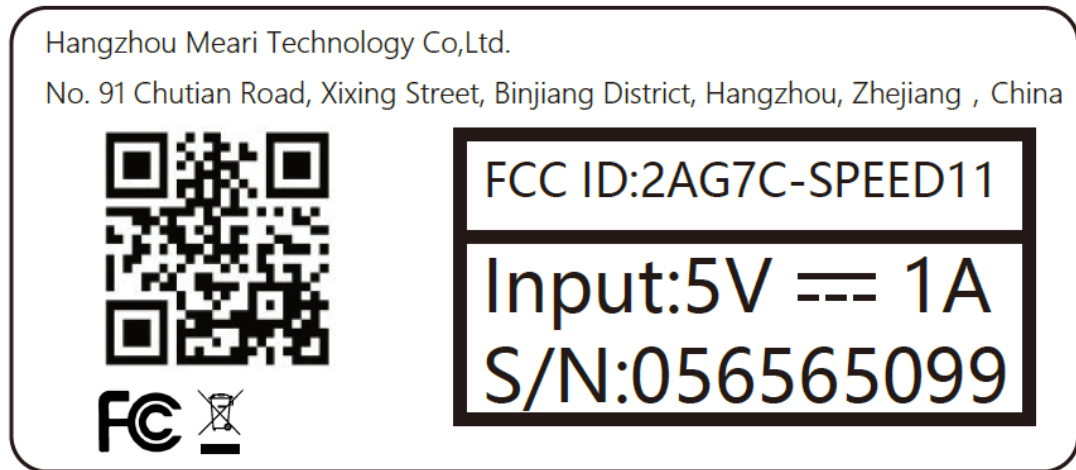 Hangzhou Meari Technology Co,Ltd.
No. 91 Chutian Road, Xixing Street, Binjiang District, Hangzhou, Zhejiang , China
FCC ID:2AG7C-SPEED11
Input:5V ⎓ 1A
S/N:056565099
FC